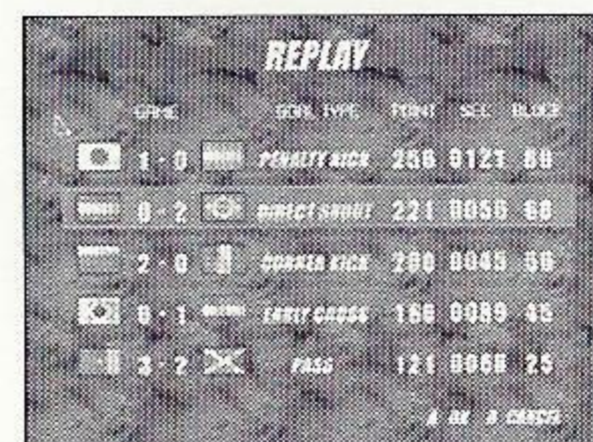 REPLAY
GAME GOAL TYPE POINT SEC BLOCK
1 - 0 PENALTY KICK 256 0121 80
0 - 2 DIRECT SHOOT 221 0056 60
2 - 0 CORNER KICK 200 0045 50
0 - 1 EARLY CROSS 0089
3 - 2 PASS 121 0068 25
A OK B CANCEL